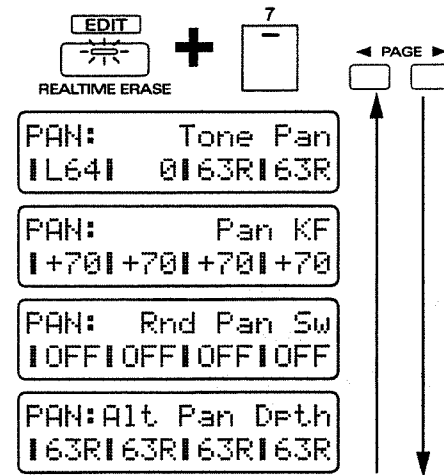 EDIT
7
◄ PAGE ►
REALTIME ERASE
PAN: Tone Pan
L64 0 63R 63R
PAN: Pan KF
+70 +70 +70 +70
PAN: Rnd Pan Sw
OFF OFF OFF OFF
PAN:Alt Pan Dpth
63R 63R 63R 63R